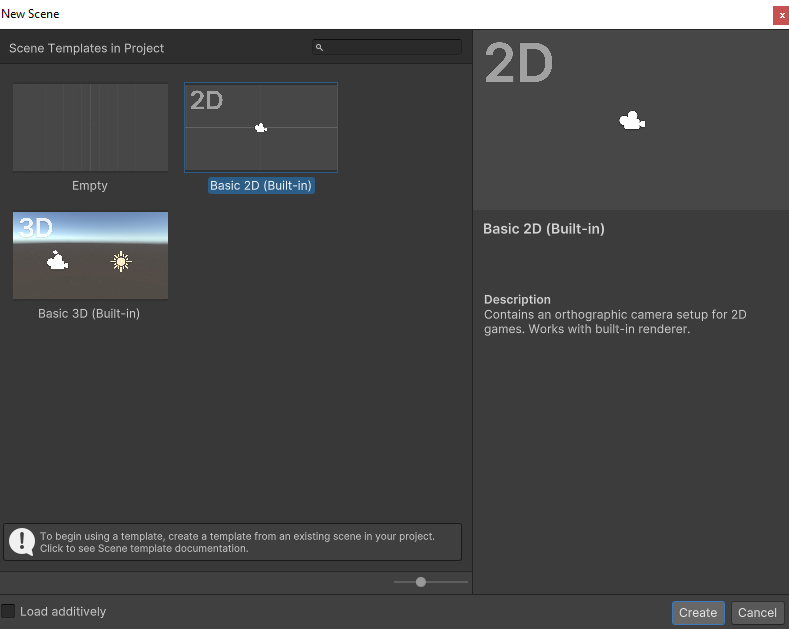 New Scene
x
Scene Templates in Project
2D
Empty
Basic 2D (Built-in)
3D
Basic 3D (Built-in)
To begin using a template, create a template from an existing scene in your project.
Click to see Scene template documentation.
2D
Basic 2D (Built-in)
Description
Contains an orthographic camera setup for 2D
games. Works with built-in renderer.
Load additively
Create
Cancel